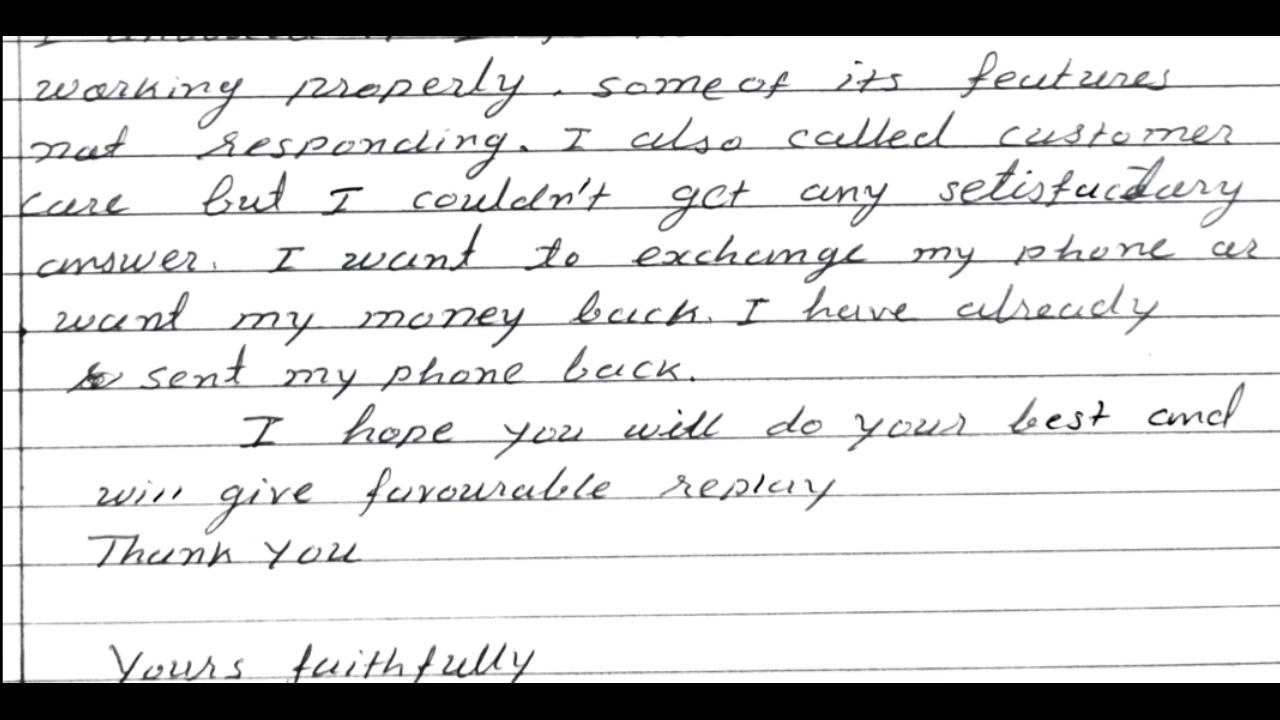 working properly. some of its features
not responding. I also called customer
care but I couldn't get any setisfactary
answer. I want to exchange my phone or
want my money back. I have already
sent my phone back.
I hope you will do your best and
will give favourable replay
Thank you
Yours faithfully